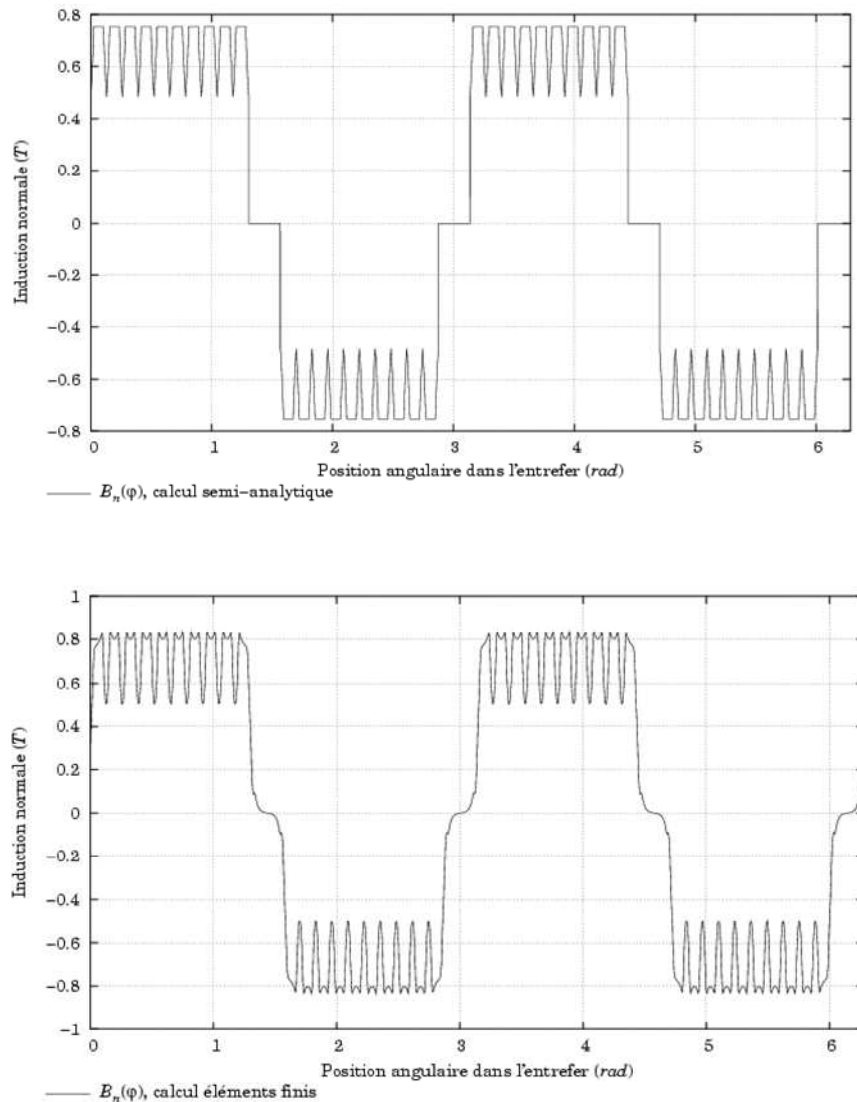 0.8
0.6
0.4
0.2
0
−0.2
−0.4
−0.6
−0.8
Induction normale (T)
0 1 2 3 4 5 6
Position angulaire dans l'entrefer (rad)
B_n(φ), calcul semi−analytique
1
0.8
0.6
0.4
0.2
0
−0.2
−0.4
−0.6
−0.8
−1
Induction normale (T)
0 1 2 3 4 5 6
Position angulaire dans l'entrefer (rad)
B_n(φ), calcul éléments finis